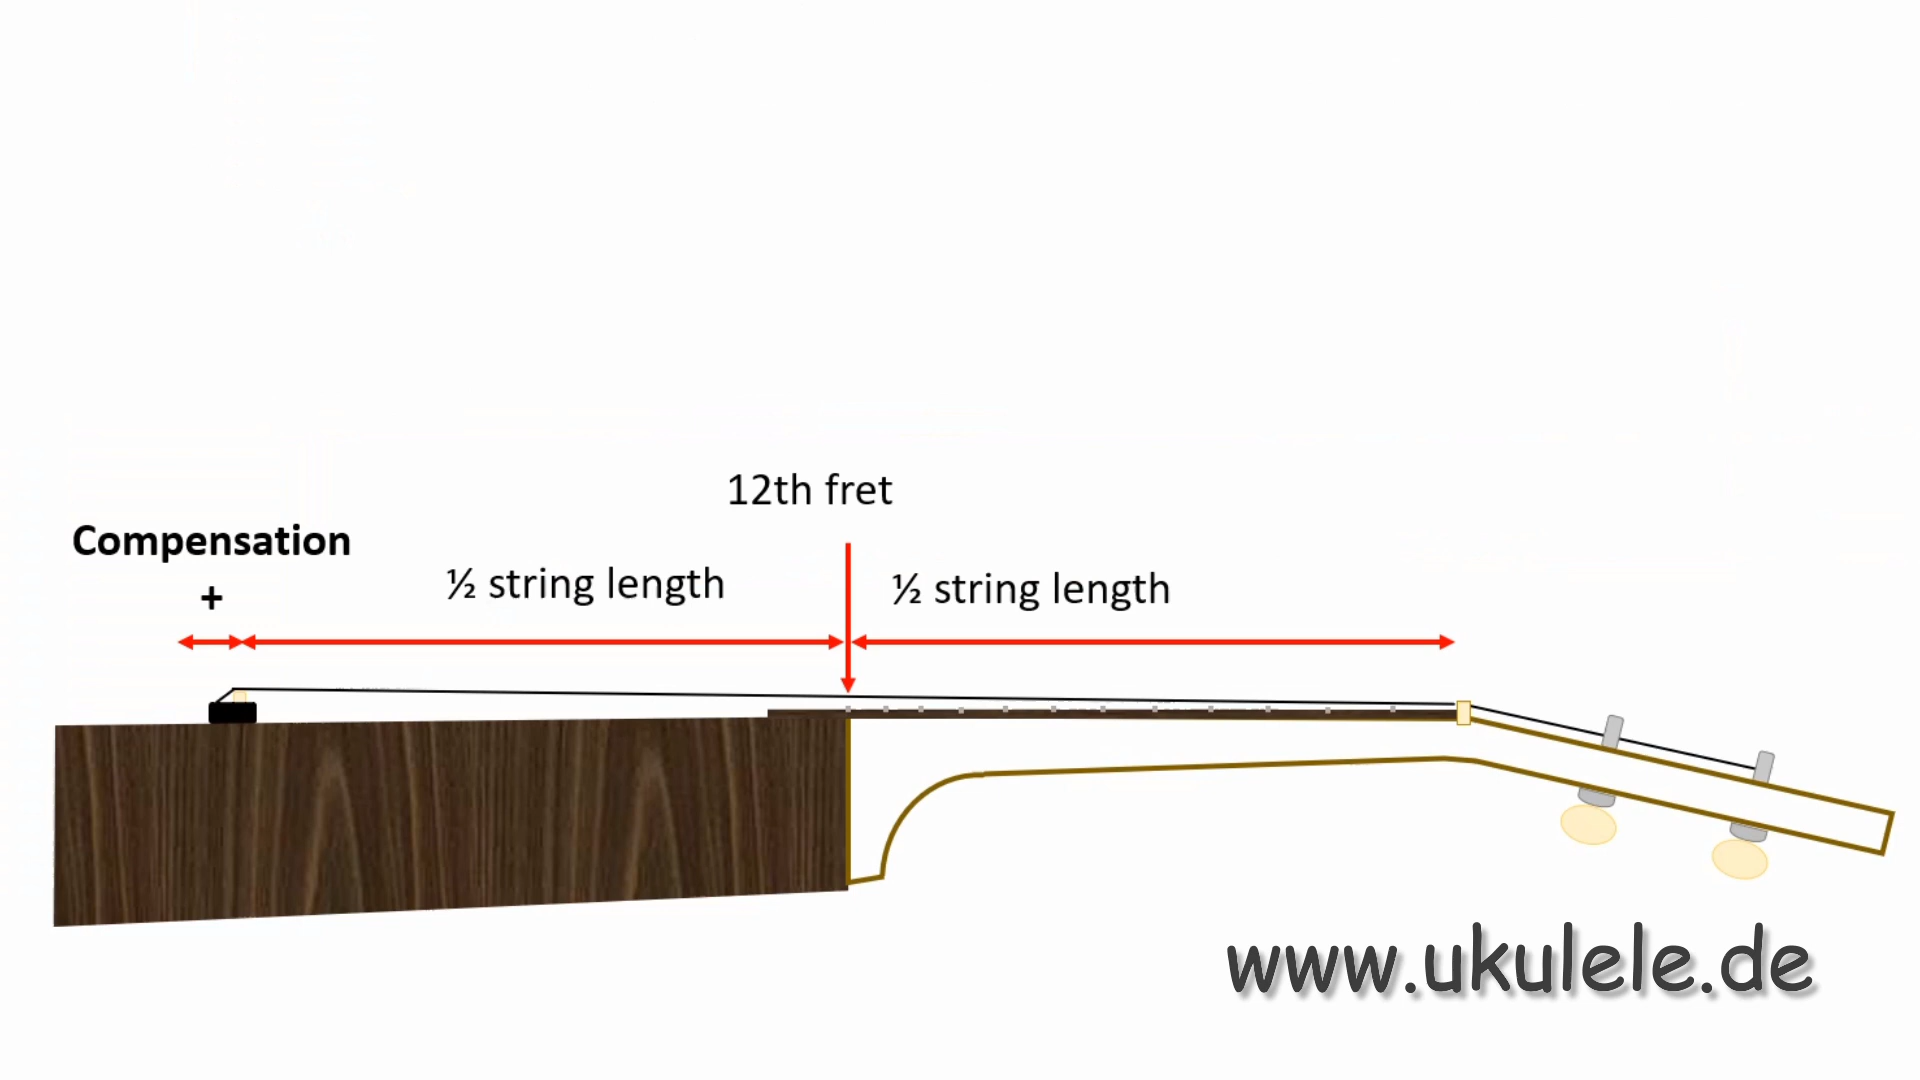 12th fret
Compensation
+
½ string length
½ string length
www.ukulele.de